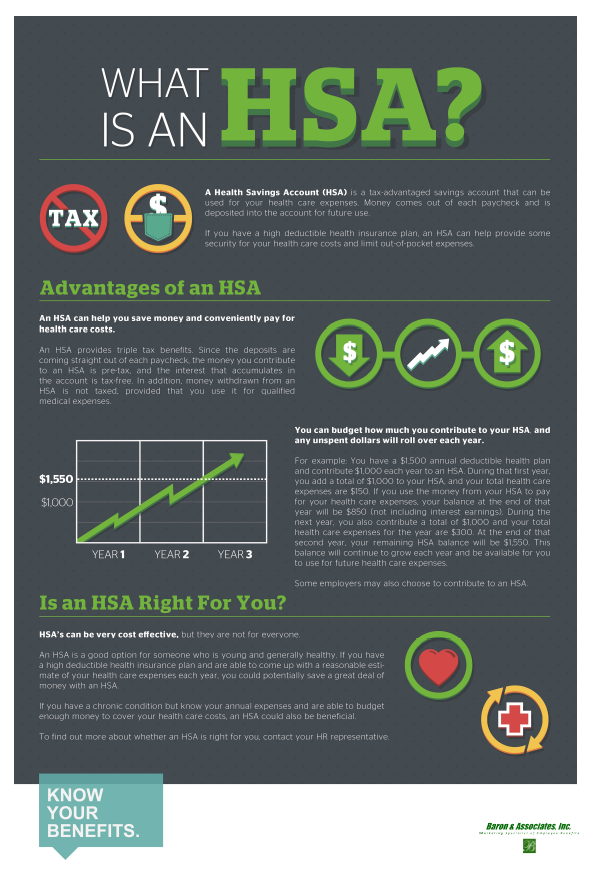 WHAT
IS AN
HSA?
TAX
$
A Health Savings Account (HSA) is a tax-advantaged savings account that can be
used for your health care expenses. Money comes out of each paycheck and is
deposited into the account for future use.
If you have a high deductible health insurance plan, an HSA can help provide some
security for your health care costs and limit out-of-pocket expenses.
Advantages of an HSA
An HSA can help you save money and conveniently pay for
health care costs.
An HSA provides triple tax benefits. Since the deposits are
coming straight out of each paycheck, the money you contribute
to an HSA is pre-tax, and the interest that accumulates in
the account is tax-free. In addition, money withdrawn from an
HSA is not taxed, provided that you use it for qualified
medical expenses.
$
$
$1,550
$1,000
YEAR 1
YEAR 2
YEAR 3
You can budget how much you contribute to your HSA, and
any unspent dollars will roll over each year.
For example: You have a $1,500 annual deductible health plan
and contribute $1,000 each year to an HSA. During that first year,
you add a total of $1,000 to your HSA, and your total health care
expenses are $150. If you use the money from your HSA to pay
for your health care expenses, your balance at the end of that
year will be $850 (not including interest earnings). During the
next year, you also contribute a total of $1,000 and your total
health care expenses for the year are $300. At the end of that
second year, your remaining HSA balance will be $1,550. This
balance will continue to grow each year and be available for you
to use for future health care expenses.
Some employers may also choose to contribute to an HSA.
Is an HSA Right For You?
HSA's can be very cost effective, but they are not for everyone.
An HSA is a good option for someone who is young and generally healthy. If you have
a high deductible health insurance plan and are able to come up with a reasonable esti-
mate of your health care expenses each year, you could potentially save a great deal of
money with an HSA.
If you have a chronic condition but know your annual expenses and are able to budget
enough money to cover your health care costs, an HSA could also be beneficial.
To find out more about whether an HSA is right for you, contact your HR representative.
KNOW
YOUR
BENEFITS.
Baron & Associates, Inc.
Marketing Specialist of Employee Benefits